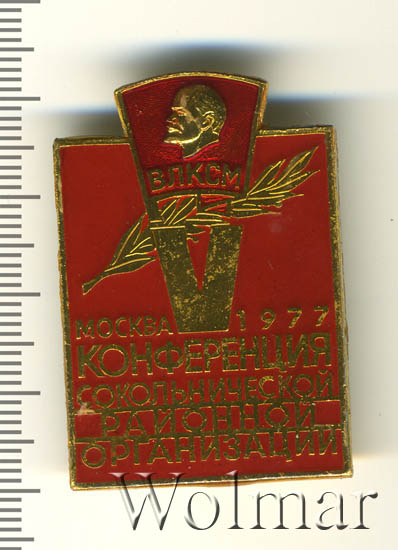 ВЛКСМ
V
МОСКВА 1977
КОНФЕРЕНЦИЯ
СОКОЛЬНИЧЕСКОЙ
РАЙОННОЙ
ОРГАНИЗАЦИИ
Wolmar